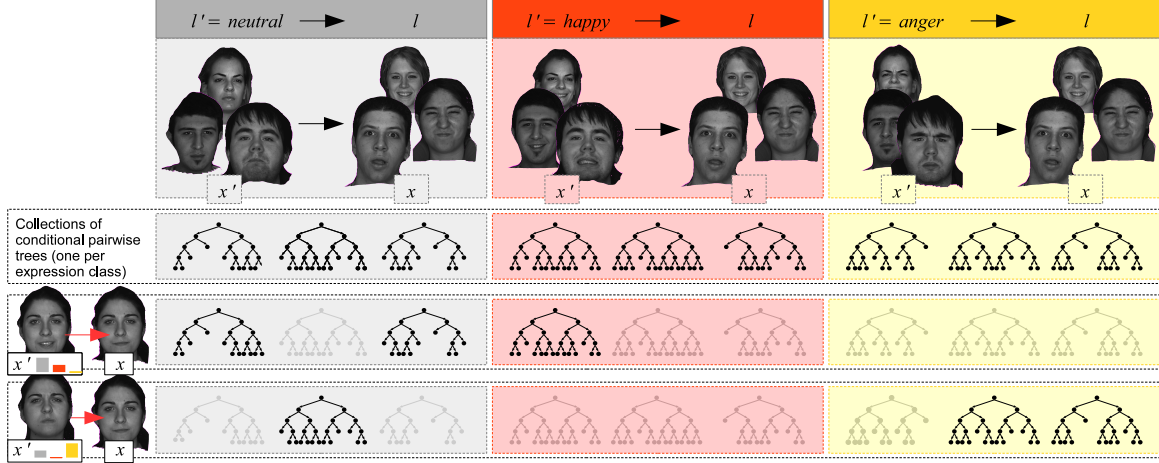 l' = neutral l
l' = happy l
l' = anger l
x' x
x' x
x' x
Collections of
conditional pairwise
trees (one per
expression class)
x' x
x' x